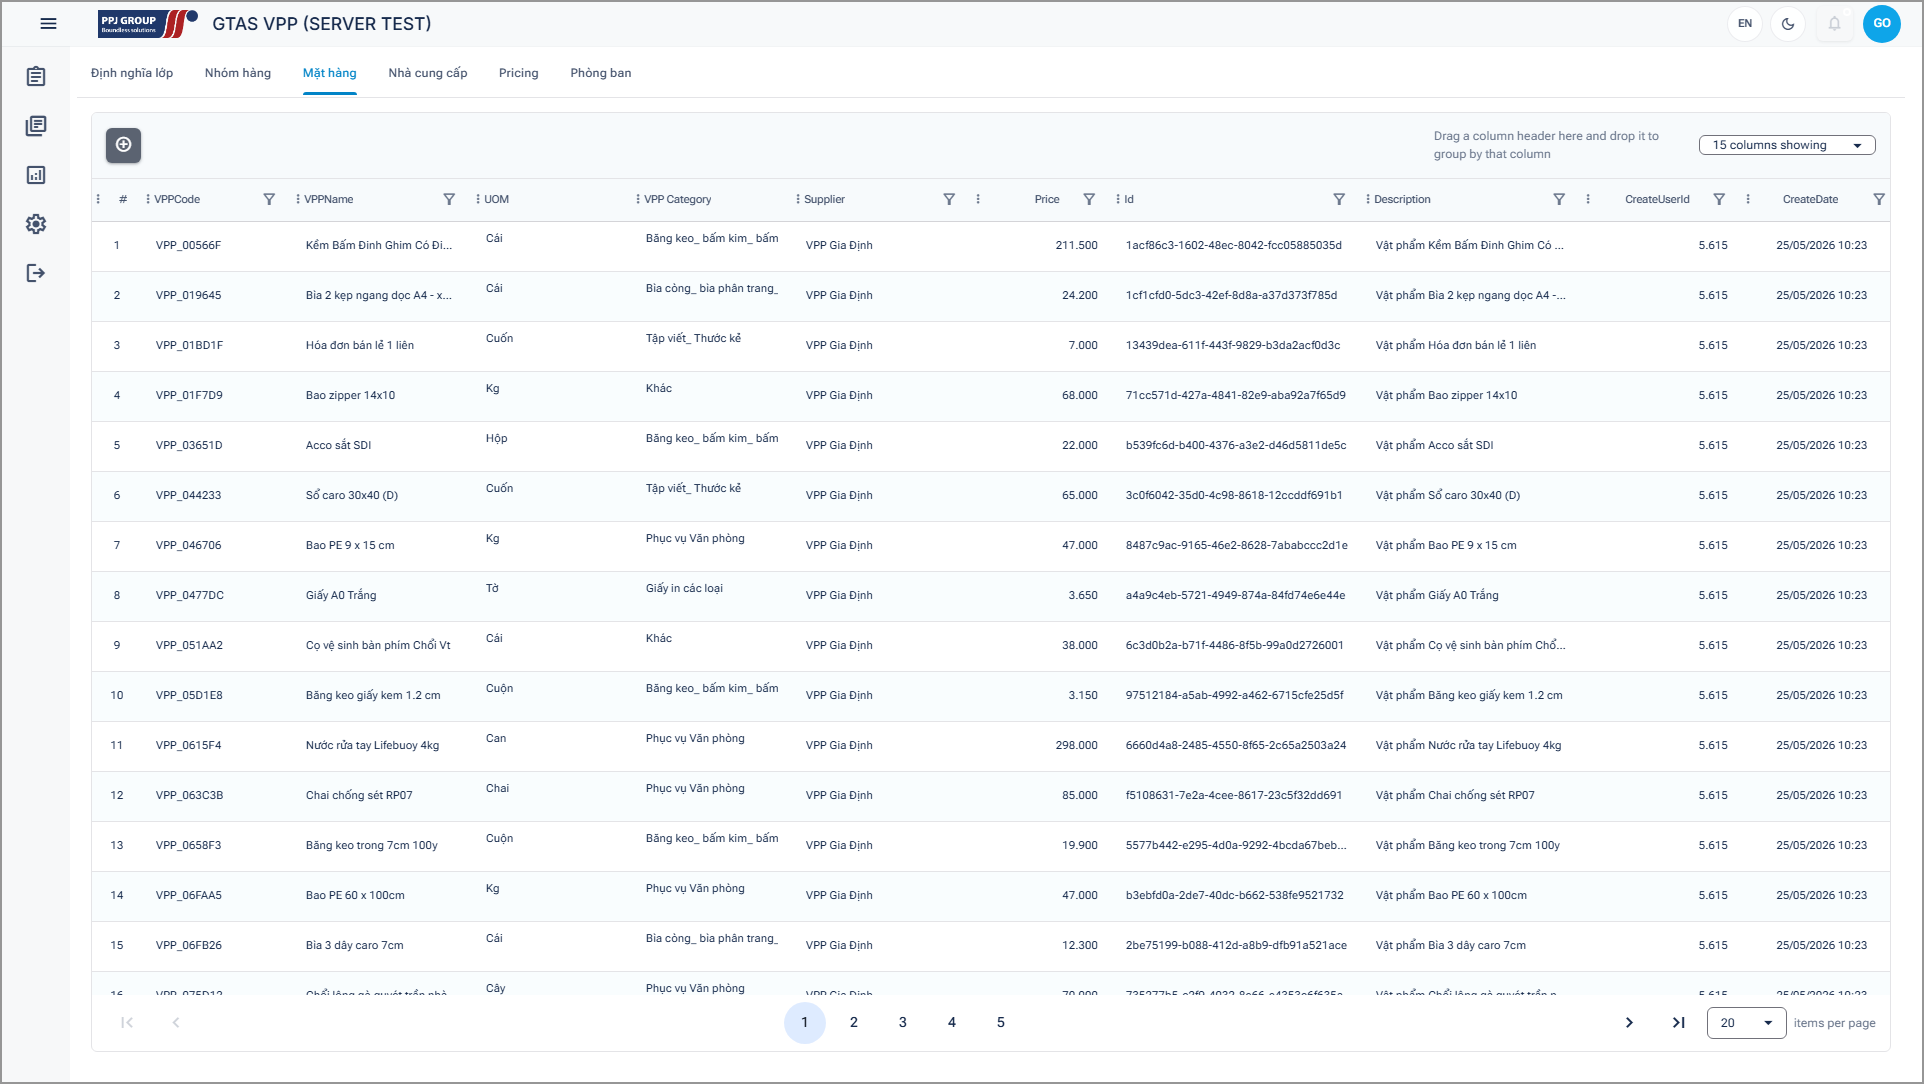 PPJ GROUP
Boundless solutions
GTAS VPP (SERVER TEST)
EN
GO
Định nghĩa lớp
Nhóm hàng
Mặt hàng
Nhà cung cấp
Pricing
Phòng ban
Drag a column header here and drop it to
group by that column
15 columns showing
# VPPCode VPPName UOM VPP Category Supplier Price Id Description CreateUserId CreateDate
1 VPP_00566F Kềm Bấm Đinh Ghim Có Đi... Cái Băng keo_ bấm kim_ bấm VPP Gia Định 211.500 1acf86c3-1602-48ec-8042-fcc05885035d Vật phẩm Kềm Bấm Đinh Ghim Có ... 5.615 25/05/2026 10:23
2 VPP_019645 Bìa 2 kẹp ngang dọc A4 - x... Cái Bìa còng_ bìa phân trang_ VPP Gia Định 24.200 1cf1cfd0-5dc3-42ef-8d8a-a37d373f785d Vật phẩm Bìa 2 kẹp ngang dọc A4 -... 5.615 25/05/2026 10:23
3 VPP_01BD1F Hóa đơn bán lẻ 1 liên Cuốn Tập viết_ Thước kẻ VPP Gia Định 7.000 13439dea-611f-443f-9829-b3da2acf0d3c Vật phẩm Hóa đơn bán lẻ 1 liên 5.615 25/05/2026 10:23
4 VPP_01F7D9 Bao zipper 14x10 Kg Khác VPP Gia Định 68.000 71cc571d-427a-4841-82e9-aba92a7f65d9 Vật phẩm Bao zipper 14x10 5.615 25/05/2026 10:23
5 VPP_03651D Acco sắt SDI Hộp Băng keo_ bấm kim_ bấm VPP Gia Định 22.000 b539fc6d-b400-4376-a3e2-d46d5811de5c Vật phẩm Acco sắt SDI 5.615 25/05/2026 10:23
6 VPP_044233 Sổ caro 30x40 (D) Cuốn Tập viết_ Thước kẻ VPP Gia Định 65.000 3c0f6042-35d0-4c98-8618-12ccddf691b1 Vật phẩm Sổ caro 30x40 (D) 5.615 25/05/2026 10:23
7 VPP_046706 Bao PE 9 x 15 cm Kg Phục vụ Văn phòng VPP Gia Định 47.000 8487c9ac-9165-46e2-8628-7ababccc2d1e Vật phẩm Bao PE 9 x 15 cm 5.615 25/05/2026 10:23
8 VPP_0477DC Giấy A0 Trắng Tờ Giấy in các loại VPP Gia Định 3.650 a4a9c4eb-5721-4949-874a-84fd74e6e44e Vật phẩm Giấy A0 Trắng 5.615 25/05/2026 10:23
9 VPP_051AA2 Cọ vệ sinh bàn phím Chổi Vt Cái Khác VPP Gia Định 38.000 6c3d0b2a-b71f-4486-8f5b-99a0d2726001 Vật phẩm Cọ vệ sinh bàn phím Chổ... 5.615 25/05/2026 10:23
10 VPP_05D1E8 Băng keo giấy kem 1.2 cm Cuộn Băng keo_ bấm kim_ bấm VPP Gia Định 3.150 97512184-a5ab-4992-a462-6715cfe25d5f Vật phẩm Băng keo giấy kem 1.2 cm 5.615 25/05/2026 10:23
11 VPP_0615F4 Nước rửa tay Lifebuoy 4kg Can Phục vụ Văn phòng VPP Gia Định 298.000 6660d4a8-2485-4550-8f65-2c65a2503a24 Vật phẩm Nước rửa tay Lifebuoy 4kg 5.615 25/05/2026 10:23
12 VPP_063C3B Chai chống sét RP07 Chai Phục vụ Văn phòng VPP Gia Định 85.000 f5108631-7e2a-4cee-8617-23c5f32dd691 Vật phẩm Chai chống sét RP07 5.615 25/05/2026 10:23
13 VPP_0658F3 Băng keo trong 7cm 100y Cuộn Băng keo_ bấm kim_ bấm VPP Gia Định 19.900 5577b442-e295-4d0a-9292-4bcda67beb... Vật phẩm Băng keo trong 7cm 100y 5.615 25/05/2026 10:23
14 VPP_06FAA5 Bao PE 60 x 100cm Kg Phục vụ Văn phòng VPP Gia Định 47.000 b3ebfd0a-2de7-40dc-b662-538fe9521732 Vật phẩm Bao PE 60 x 100cm 5.615 25/05/2026 10:23
15 VPP_06FB26 Bìa 3 dây caro 7cm Cái Bìa còng_ bìa phân trang_ VPP Gia Định 12.300 2be75199-b088-412d-a8b9-dfb91a521ace Vật phẩm Bìa 3 dây caro 7cm 5.615 25/05/2026 10:23
16 Cây Phục vụ Văn phòng VPP Gia Định 5.615 25/05/2026 10:23
1 2 3 4 5
20
items per page